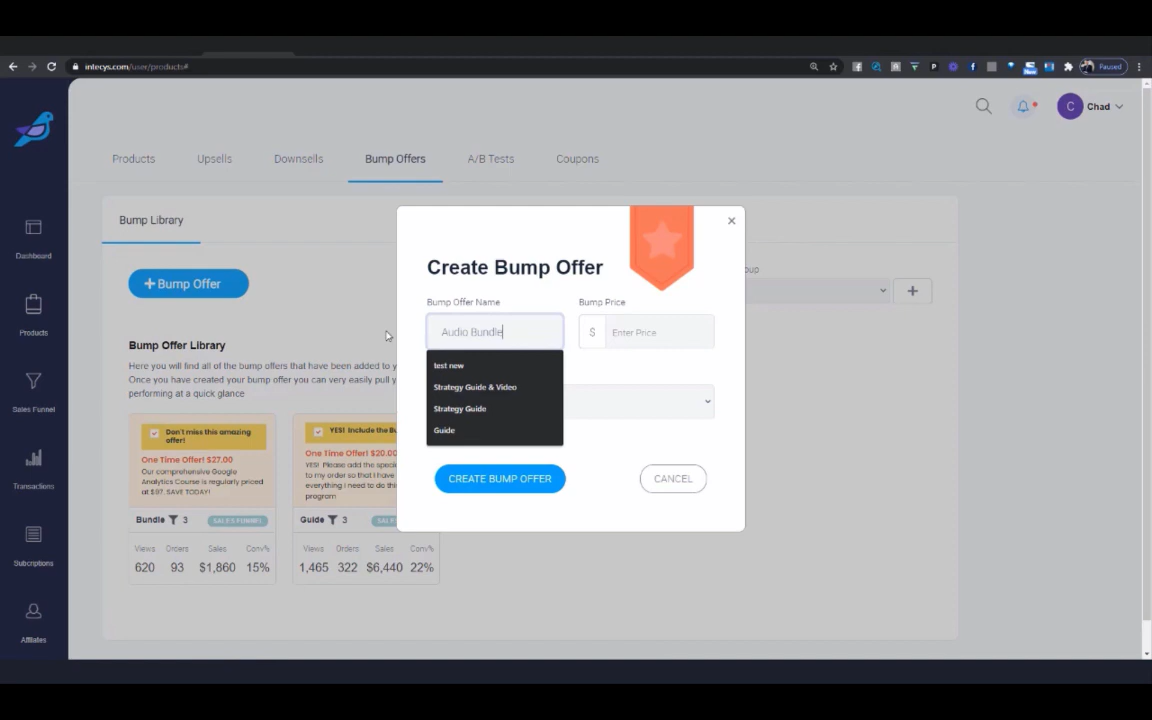 intecys.com/user/products#
Paused
New
C Chad
Products Upsells Downsells Bump Offers A/B Tests Coupons
Bump Library
Dashboard
Products
Sales Funnel
Transactions
Subcriptions
Affiliates
+ Bump Offer
Bump Offer Library
Here you will find all of the bump offers that have been added to y
Once you have created your bump offer you can very easily pull y
performing at a quick glance
Don't miss this amazing
offer!
One Time Offer! $27.00
Our comprehensive Google
Analytics Course is regularly priced
at $97. SAVE TODAY!
Bundle 3 SALES FUNNEL
Views Orders Sales Conv%
620 93 $1,860 15%
YES! Include the Bu
One Time Offer! $20.00
YES! Please add the speci
to my order so that i have
everything I need to do thi
program
Guide 3 SALE
Views Orders Sales Conv%
1,465 322 $6,440 22%
oup
+
×
Create Bump Offer
Bump Offer Name Bump Price
Audio Bundle $ Enter Price
test new
Strategy Guide & Video
Strategy Guide
Guide
CREATE BUMP OFFER CANCEL